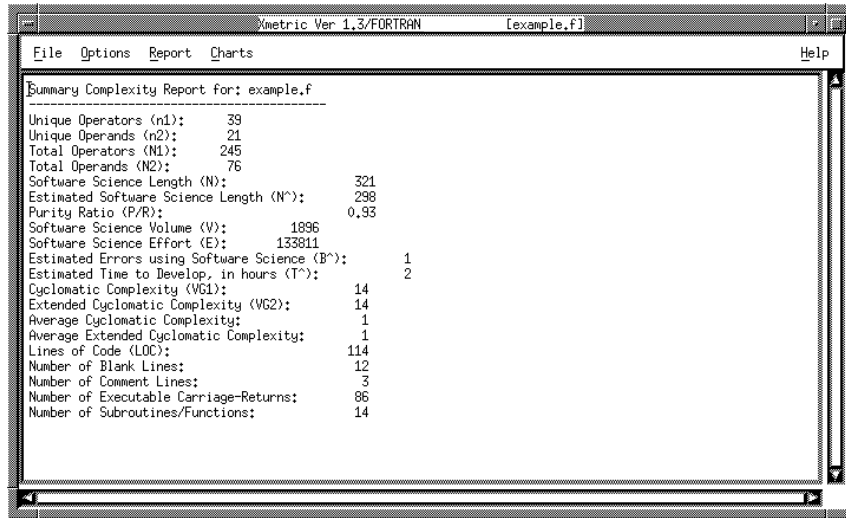 Xmetric Ver 1.3/FORTRAN [example.f]
File Options Report Charts Help
Summary Complexity Report for: example.f
-----------------------------------------
Unique Operators (n1): 39
Unique Operands (n2): 21
Total Operators (N1): 245
Total Operands (N2): 76
Software Science Length (N): 321
Estimated Software Science Length (N^): 298
Purity Ratio (P/R): 0.93
Software Science Volume (V): 1896
Software Science Effort (E): 133811
Estimated Errors using Software Science (B^): 1
Estimated Time to Develop, in hours (T^): 2
Cyclomatic Complexity (VG1): 14
Extended Cyclomatic Complexity (VG2): 14
Average Cyclomatic Complexity: 1
Average Extended Cyclomatic Complexity: 1
Lines of Code (LOC): 114
Number of Blank Lines: 12
Number of Comment Lines: 3
Number of Executable Carriage-Returns: 86
Number of Subroutines/Functions: 14